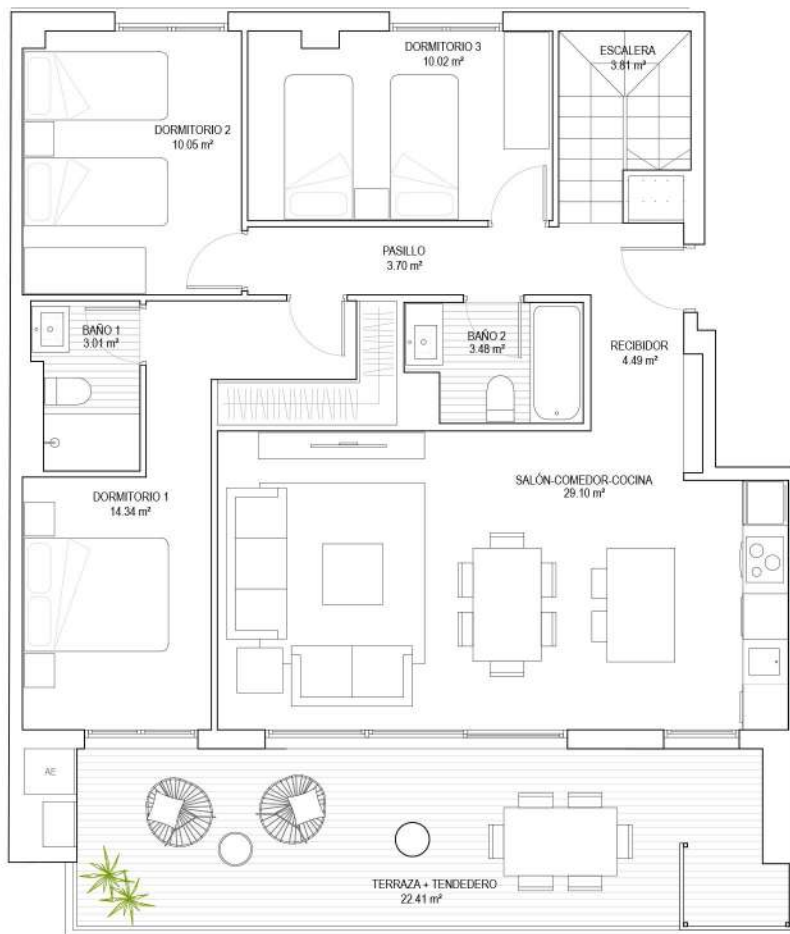 DORMITORIO 3
10.02 m²
ESCALERA
3.81 m²
DORMITORIO 2
10.05 m²
PASILLO
3.70 m²
BAÑO 1
3.01 m²
BAÑO 2
3.48 m²
RECIBIDOR
4.49 m²
SALÓN-COMEDOR-COCINA
29.10 m²
DORMITORIO 1
14.34 m²
AE
TERRAZA + TENDEDERO
22.41 m²